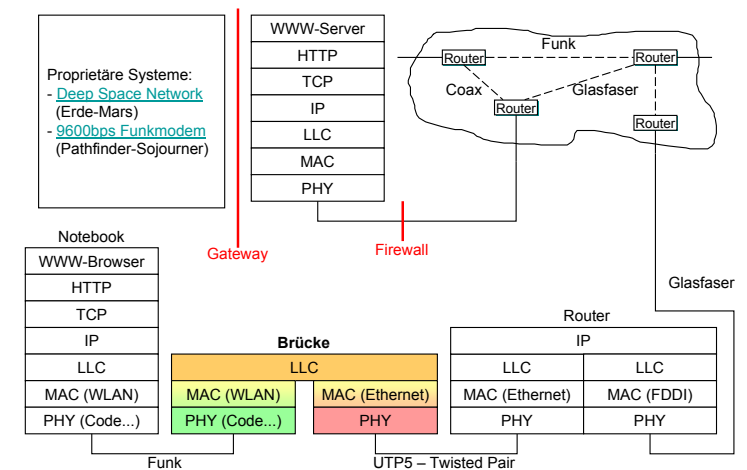 Proprietäre Systeme:
- Deep Space Network
(Erde-Mars)
- 9600bps Funkmodem
(Pathfinder-Sojourner)
Gateway
WWW-Server
HTTP
TCP
IP
LLC
MAC
PHY
Firewall
Funk
Router
Router
Coax
Glasfaser
Router
Router
Glasfaser
Notebook
WWW-Browser
HTTP
TCP
IP
LLC
MAC (WLAN)
PHY (Code...)
Funk
Brücke
LLC
MAC (WLAN)
MAC (Ethernet)
PHY (Code...)
PHY
UTP5 – Twisted Pair
Router
IP
LLC
LLC
MAC (Ethernet)
MAC (FDDI)
PHY
PHY